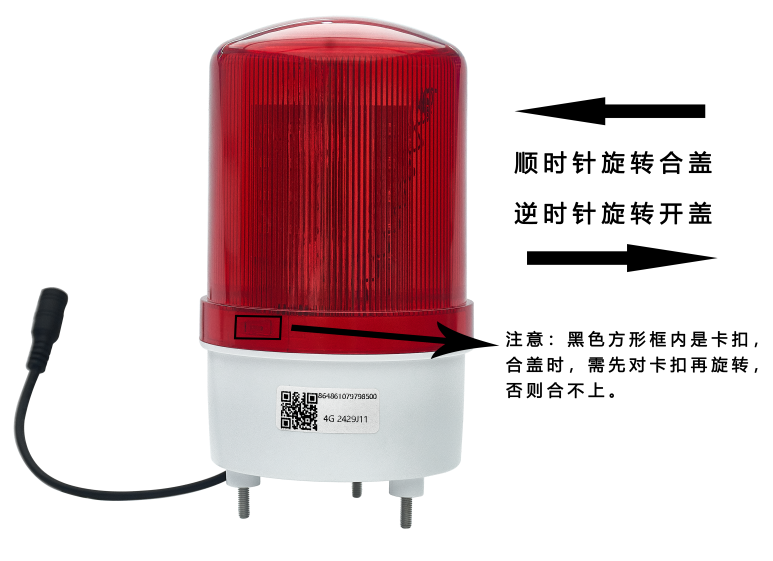 顺时针旋转合盖
逆时针旋转开盖
注意：黑色方形框内是卡扣，
合盖时，需先对卡扣再旋转，
否则合不上。
864861079798500
4G 2429J11